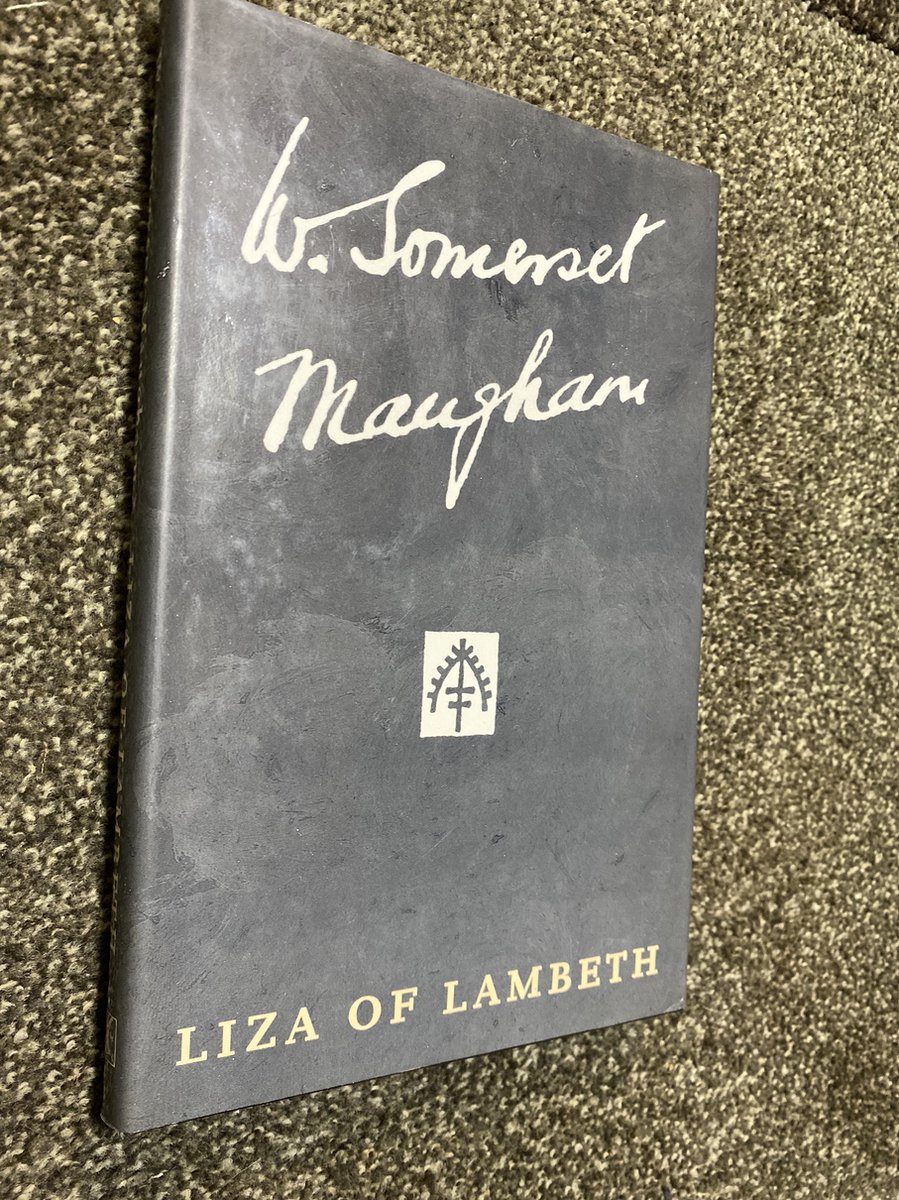 W. Somerset
Maugham
LIZA OF LAMBETH